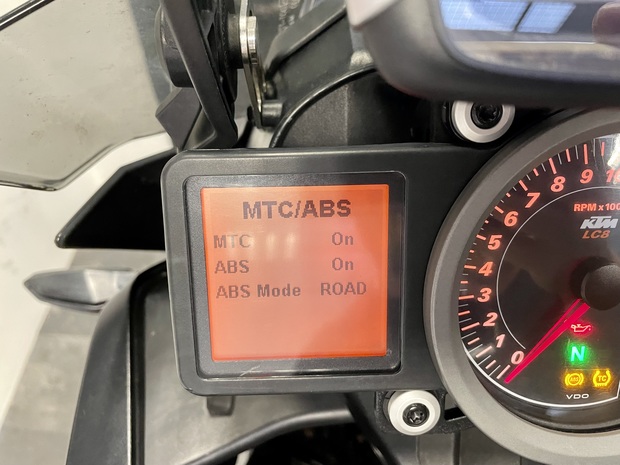 MTC/ABS
MTC On
ABS On
ABS Mode ROAD
RPM x 100
KTM
LC8
0
1
2
3
4
5
6
7
8
9
N
TC
VDO